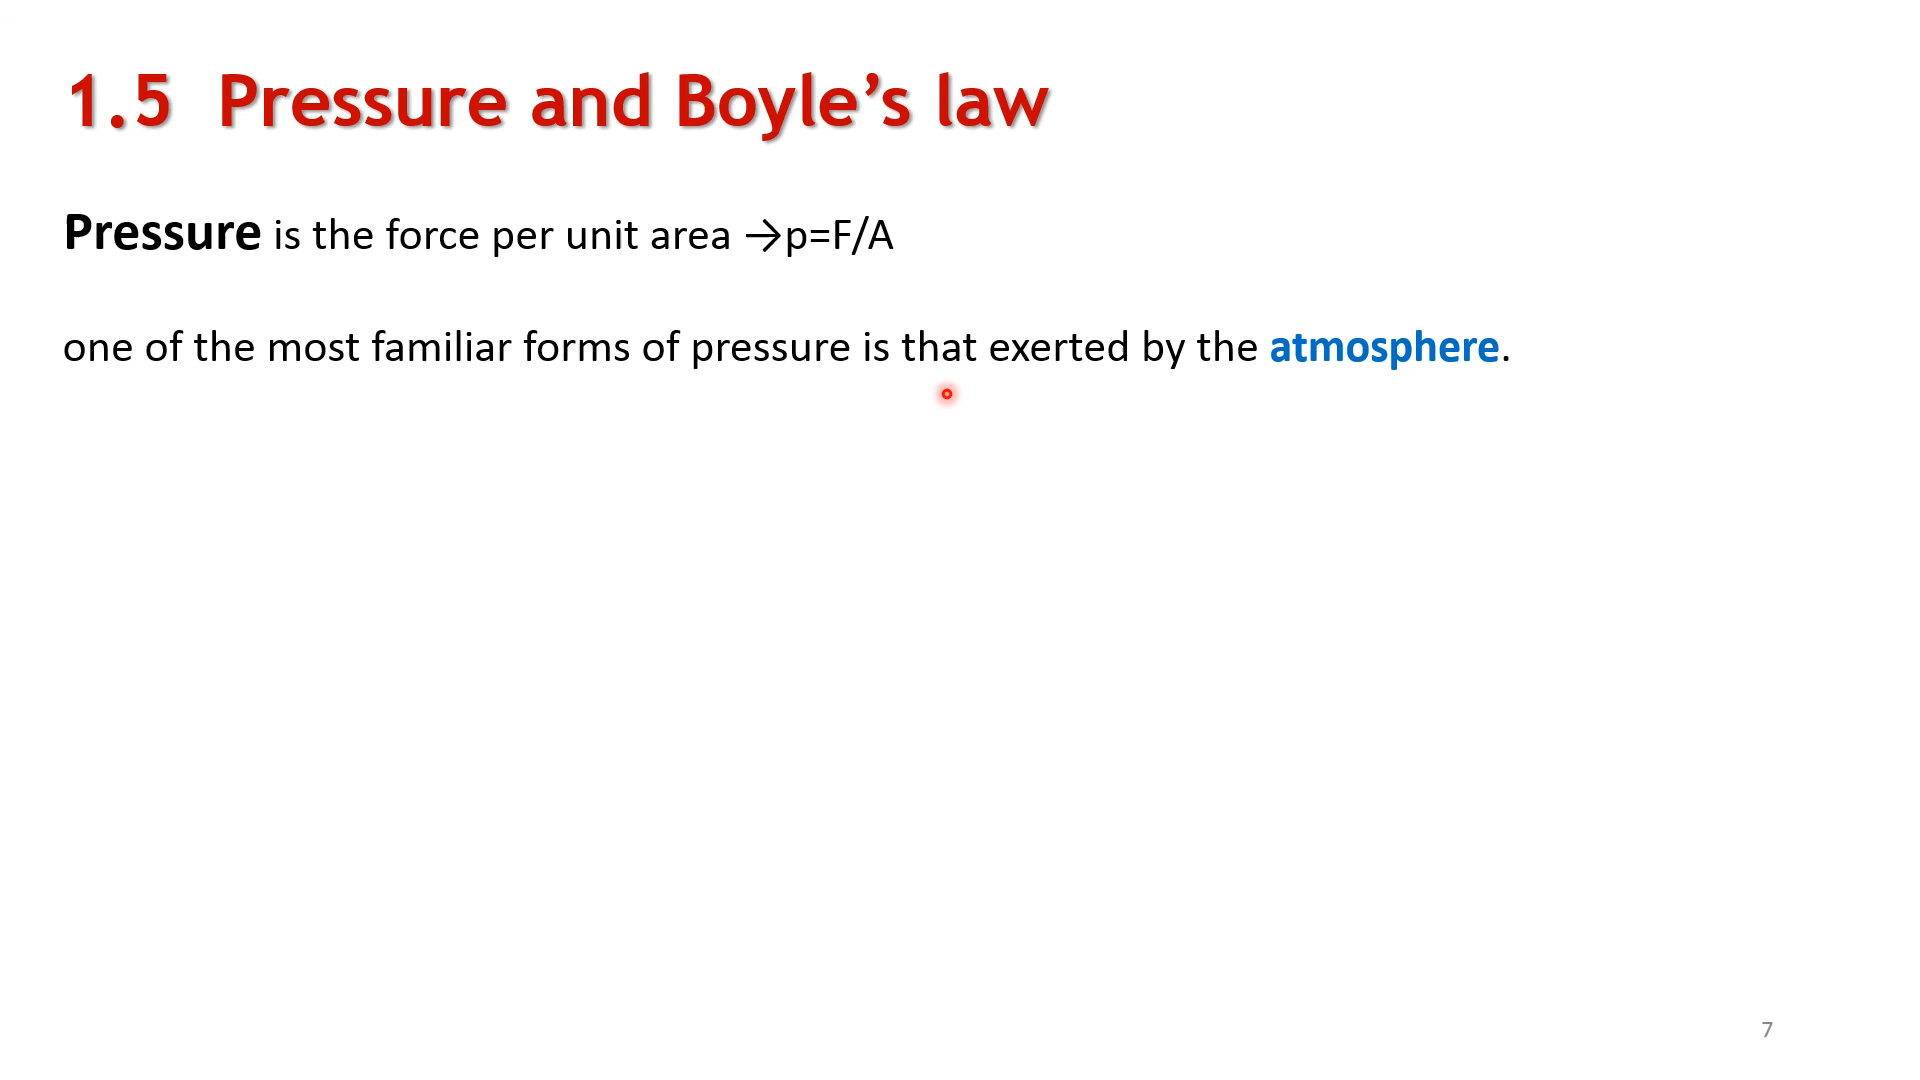 1.5 Pressure and Boyle’s law
Pressure is the force per unit area →p=F/A
one of the most familiar forms of pressure is that exerted by the atmosphere.
7